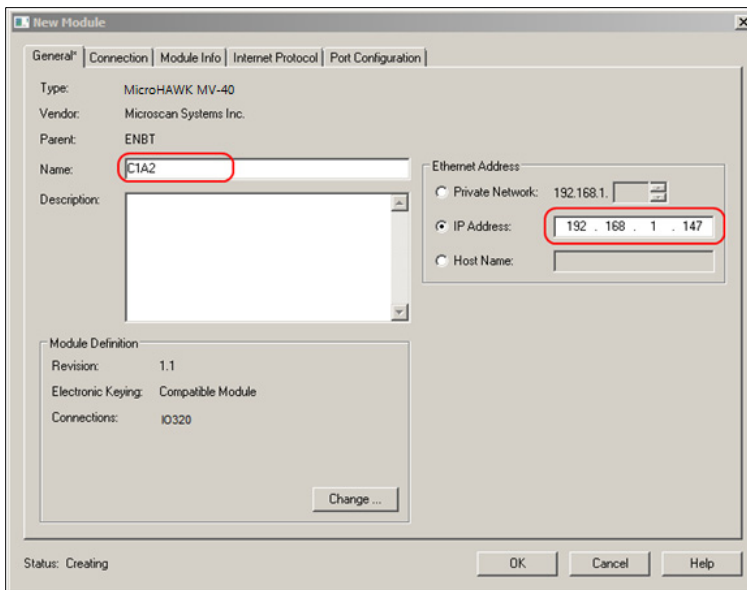 New Module
General* Connection Module Info Internet Protocol Port Configuration
Type: MicroHAWK MV-40
Vendor: Microscan Systems Inc.
Parent: ENBT
Name: C1A2
Description:
Ethernet Address
Private Network: 192.168.1.
IP Address: 192 . 168 . 1 . 147
Host Name:
Module Definition
Revision: 1.1
Electronic Keying: Compatible Module
Connections: IO320
Change ...
Status: Creating
OK Cancel Help